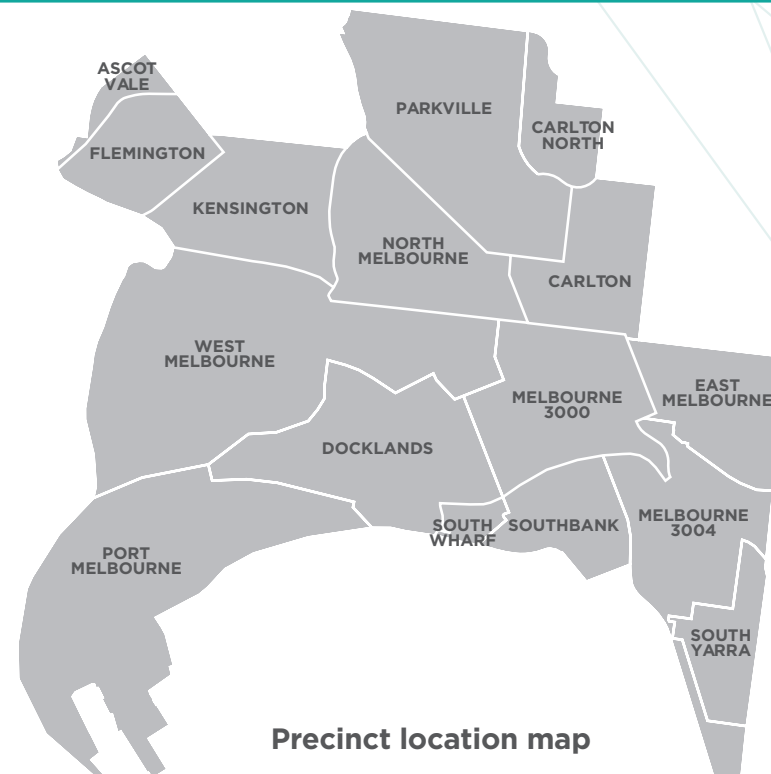 ASCOT
VALE
FLEMINGTON
PARKVILLE
CARLTON
NORTH
KENSINGTON
NORTH
MELBOURNE
CARLTON
WEST
MELBOURNE
EAST
MELBOURNE
MELBOURNE
3000
DOCKLANDS
SOUTH
WHARF
SOUTHBANK
MELBOURNE
3004
PORT
MELBOURNE
SOUTH
YARRA
Precinct location map